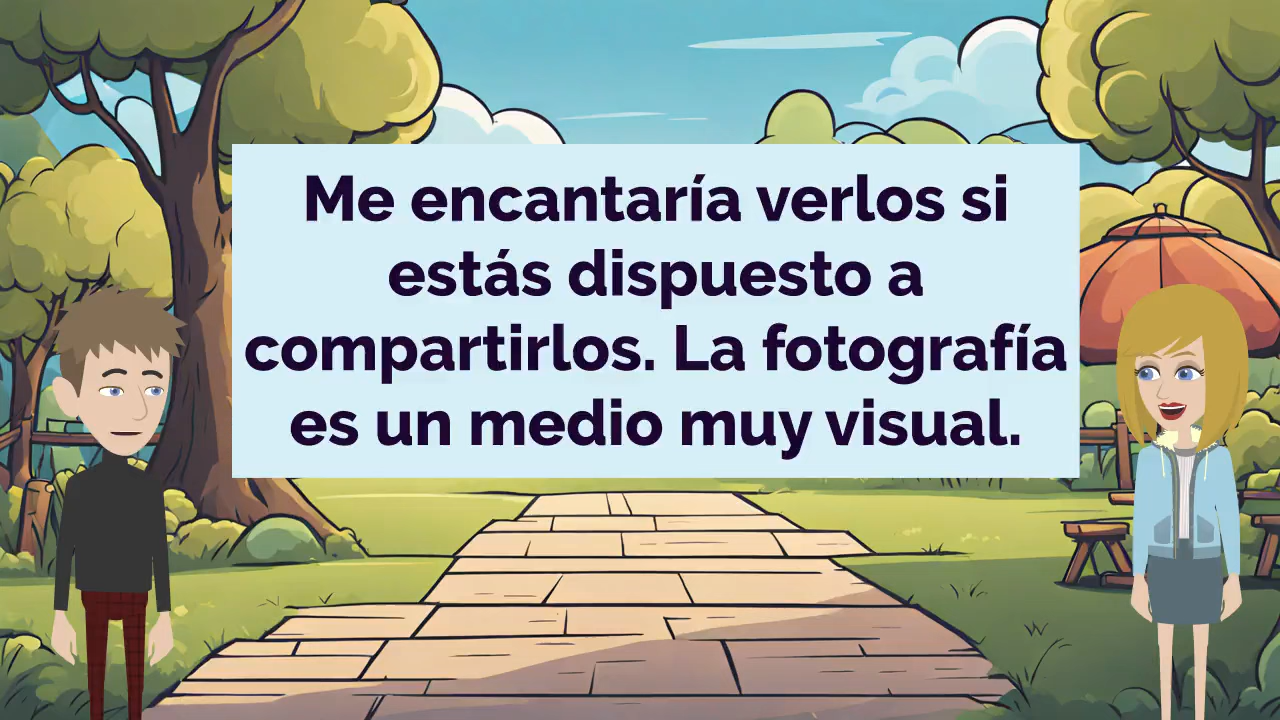 Me encantaría verlos si
estás dispuesto a
compartirlos. La fotografía
es un medio muy visual.